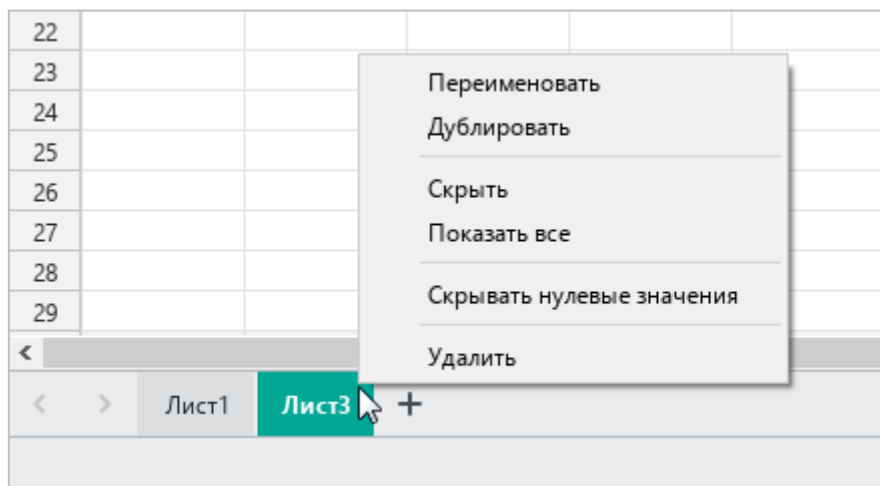 22
23
24
25
26
27
28
29
Переименовать
Дублировать
Скрыть
Показать все
Скрывать нулевые значения
Удалить
Лист1 Лист3